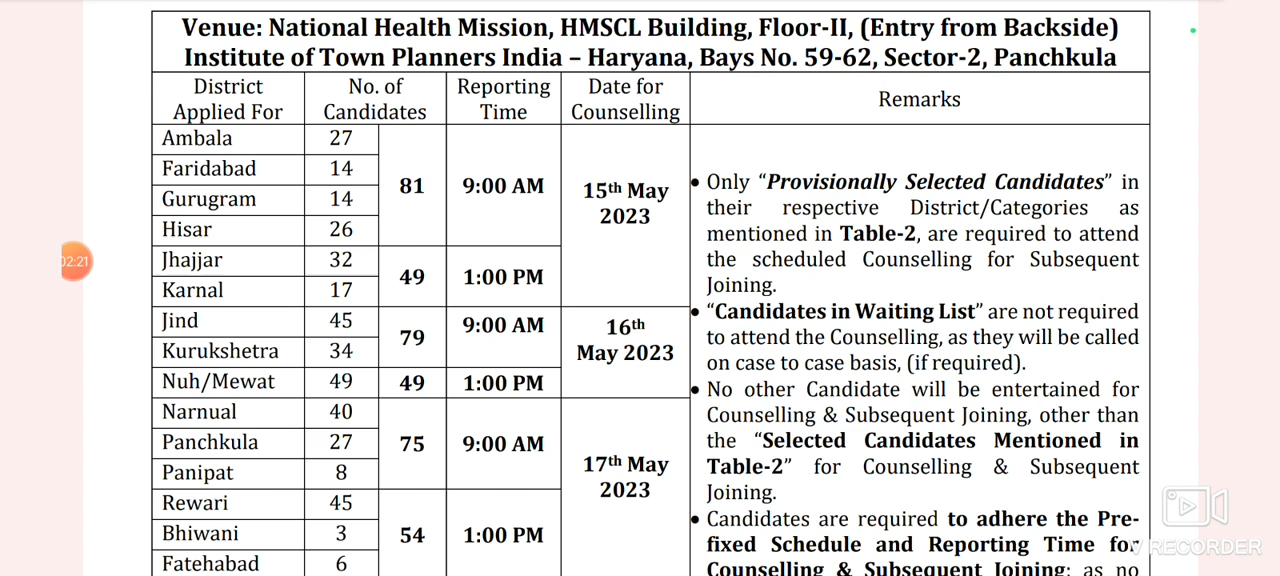 Venue: National Health Mission, HMSCL Building, Floor-II, (Entry from Backside)
Institute of Town Planners India – Haryana, Bays No. 59-62, Sector-2, Panchkula
District Applied For No. of Candidates Reporting Time Date for Counselling Remarks
Ambala 27 81 9:00 AM 15th May 2023
Faridabad 14
Gurugram 14
Hisar 26
Jhajjar 32 49 1:00 PM
Karnal 17
Jind 45 79 9:00 AM 16th May 2023
Kurukshetra 34
Nuh/Mewat 49 49 1:00 PM
Narnual 40 75 9:00 AM 17th May 2023
Panchkula 27
Panipat 8
Rewari 45 54 1:00 PM
Bhiwani 3
Fatehabad 6
• Only “Provisionally Selected Candidates” in
their respective District/Categories as
mentioned in Table-2, are required to attend
the scheduled Counselling for Subsequent
Joining.
• “Candidates in Waiting List” are not required
to attend the Counselling, as they will be called
on case to case basis, (if required).
• No other Candidate will be entertained for
Counselling & Subsequent Joining, other than
the “Selected Candidates Mentioned in
Table-2” for Counselling & Subsequent
Joining.
• Candidates are required to adhere the Pre-
fixed Schedule and Reporting Time for
Counselling & Subsequent Joining; as no
02:21
V RECORDER